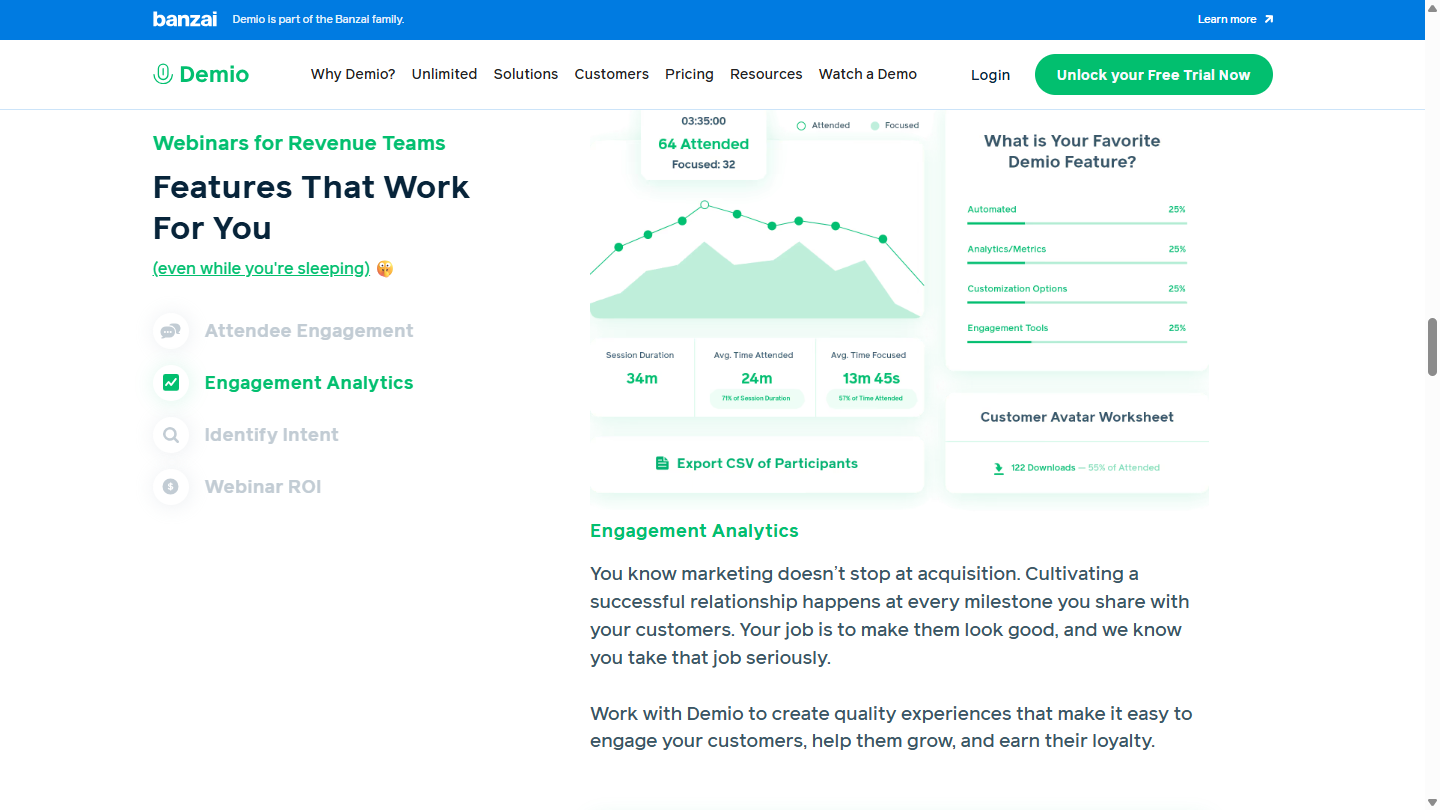 banzai
Demio is part of the Banzai family.
Learn more
Demio
Why Demio?
Unlimited
Solutions
Customers
Pricing
Resources
Watch a Demo
Login
Unlock your Free Trial Now
Webinars for Revenue Teams
Features That Work
For You
(even while you're sleeping)
Attendee Engagement
Engagement Analytics
Identify Intent
Webinar ROI
03:35:00
64 Attended
Focused: 32
Attended
Focused
Session Duration
34m
Avg. Time Attended
24m
71% of Session Duration
Avg. Time Focused
13m 45s
57% of Time Attended
Export CSV of Participants
What is Your Favorite
Demio Feature?
Automated 25%
Analytics/Metrics 25%
Customization Options 25%
Engagement Tools 25%
Customer Avatar Worksheet
122 Downloads — 55% of Attended
Engagement Analytics
You know marketing doesn’t stop at acquisition. Cultivating a
successful relationship happens at every milestone you share with
your customers. Your job is to make them look good, and we know
you take that job seriously.
Work with Demio to create quality experiences that make it easy to
engage your customers, help them grow, and earn their loyalty.